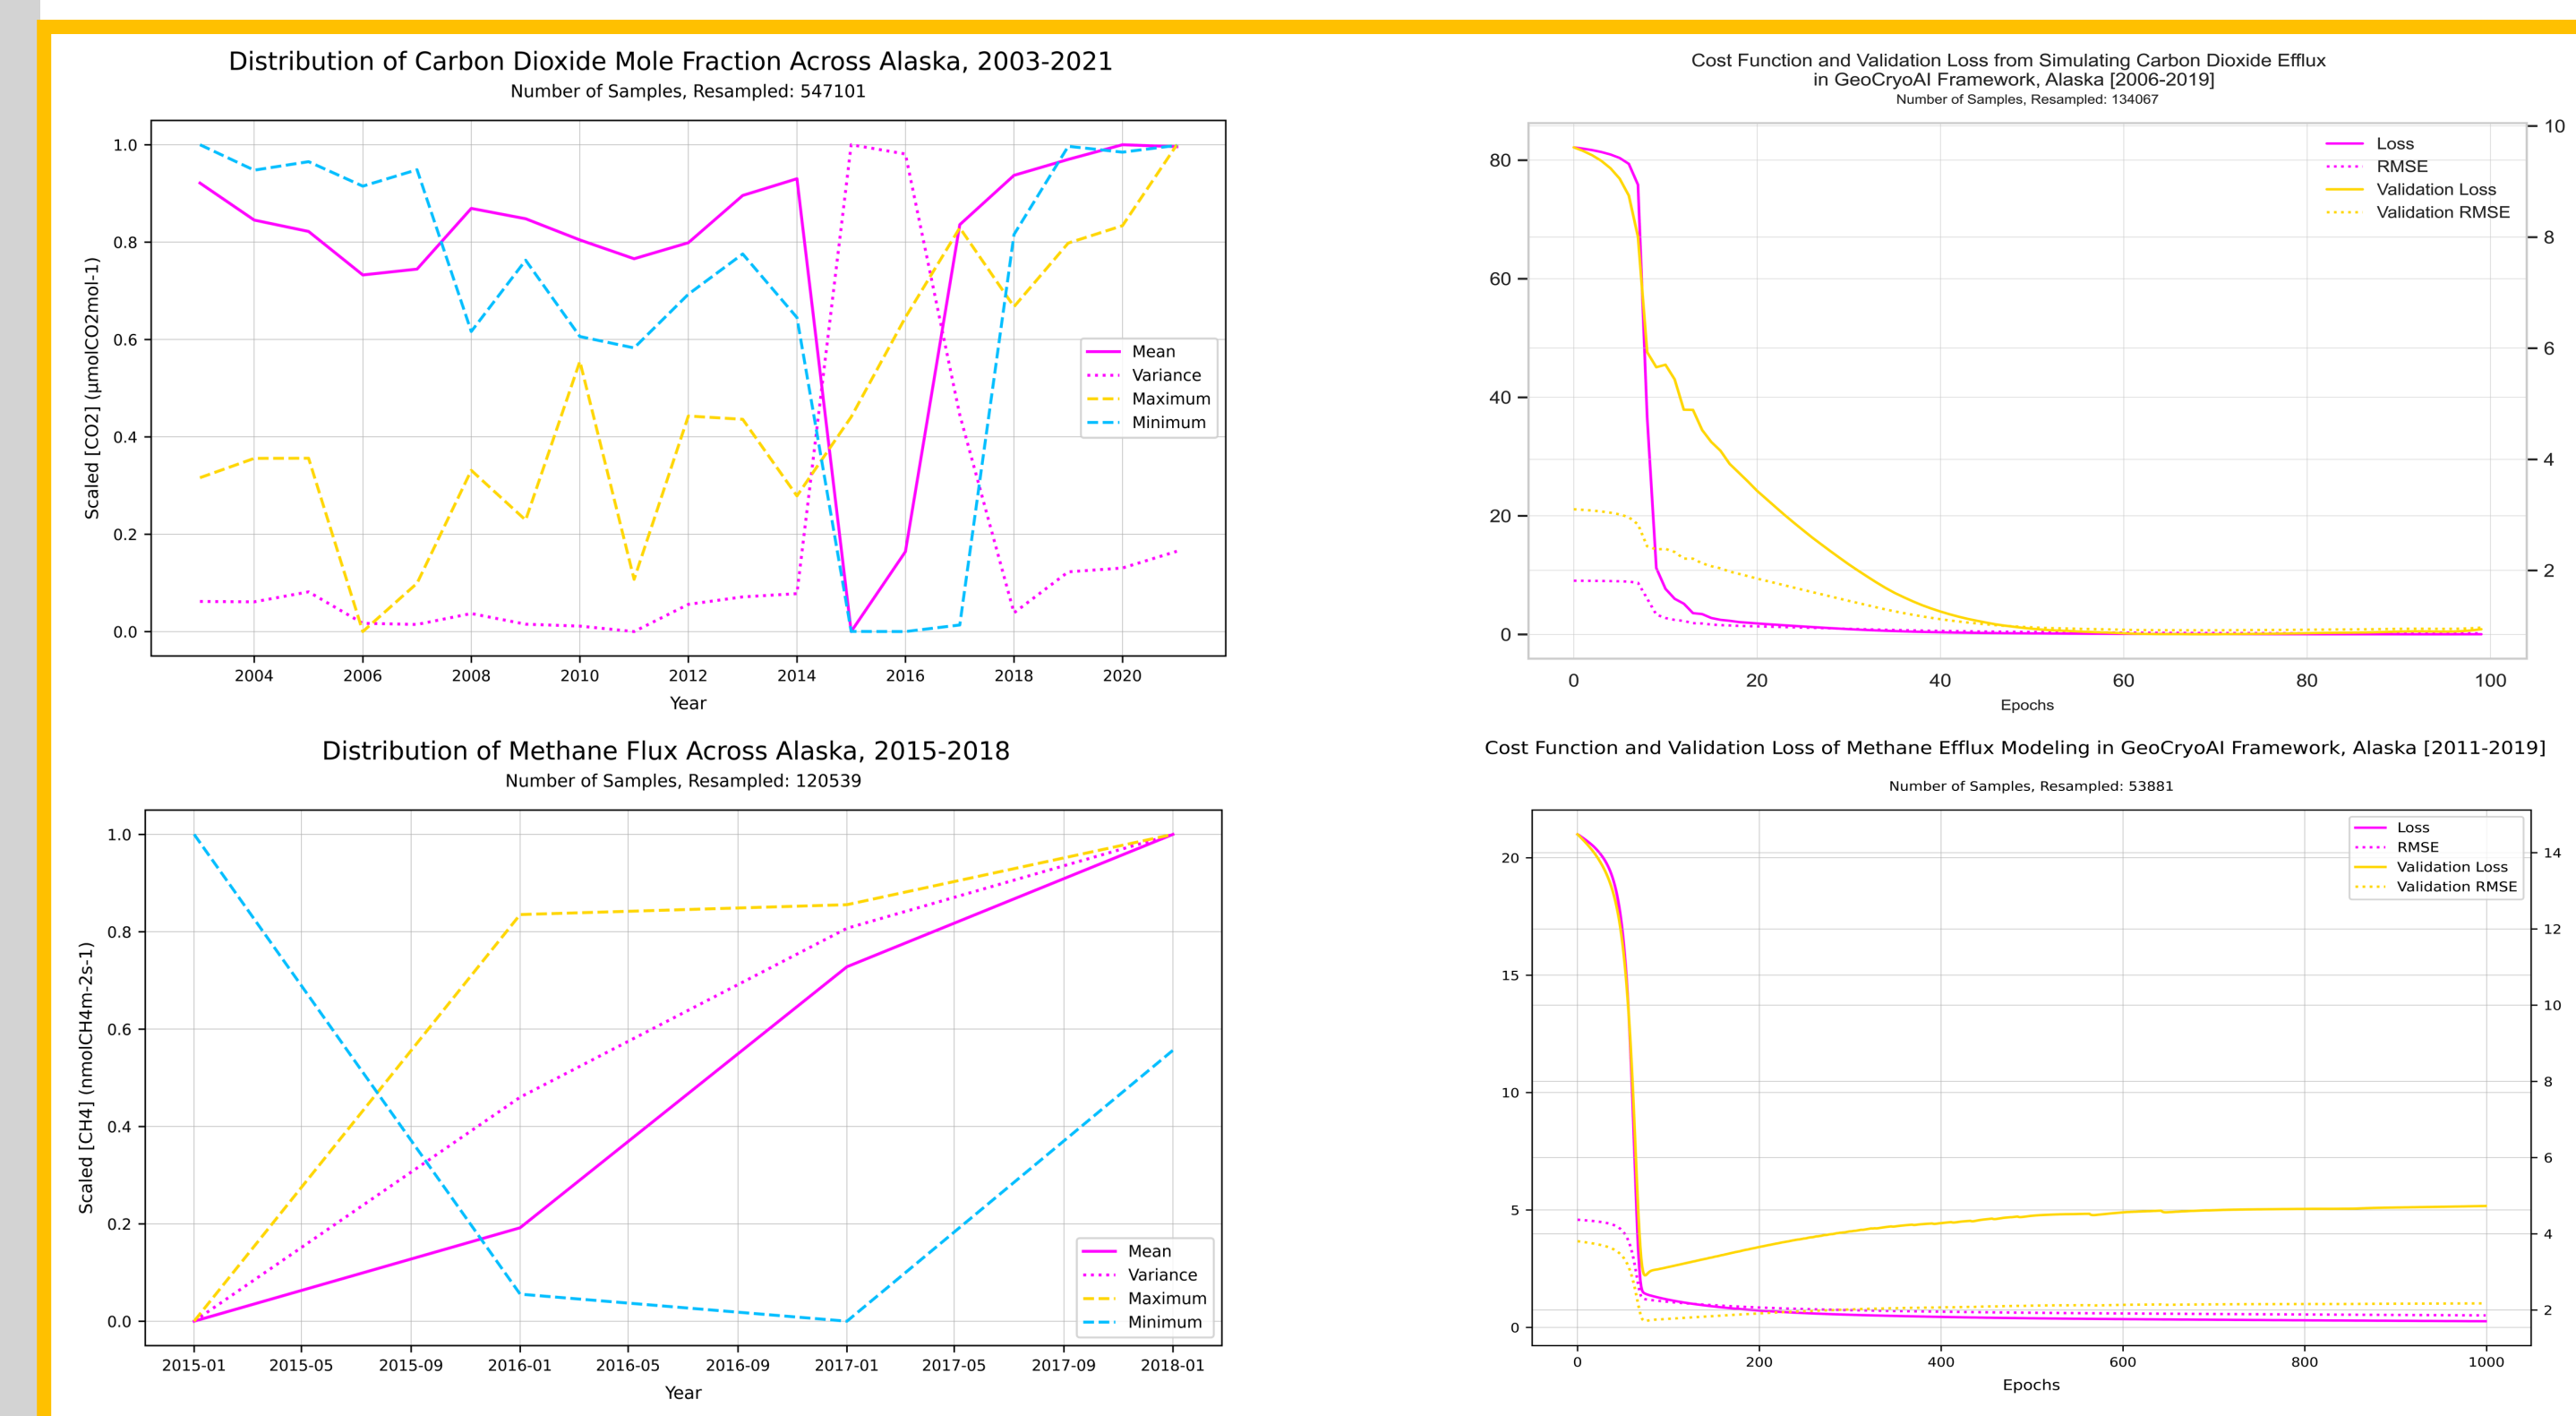 Distribution of Carbon Dioxide Mole Fraction Across Alaska, 2003-2021
Number of Samples, Resampled: 547101
Scaled [CO2] (μmolCO2mol-1)
1.0
0.8
0.6
0.4
0.2
0.0
2004 2006 2008 2010 2012 2014 2016 2018 2020
Year
Mean
Variance
Maximum
Minimum
Cost Function and Validation Loss from Simulating Carbon Dioxide Efflux
in GeoCryoAI Framework, Alaska [2006-2019]
Number of Samples, Resampled: 134067
80
60
40
20
0
10
8
6
4
2
0 20 40 60 80 100
Epochs
Loss
RMSE
Validation Loss
Validation RMSE
Distribution of Methane Flux Across Alaska, 2015-2018
Number of Samples, Resampled: 120539
Scaled [CH4] (nmolCH4m-2s-1)
1.0
0.8
0.6
0.4
0.2
0.0
2015-01 2015-05 2015-09 2016-01 2016-05 2016-09 2017-01 2017-05 2017-09 2018-01
Year
Mean
Variance
Maximum
Minimum
Cost Function and Validation Loss of Methane Efflux Modeling in GeoCryoAI Framework, Alaska [2011-2019]
Number of Samples, Resampled: 53881
20
15
10
5
0
14
12
10
8
6
4
2
0 200 400 600 800 1000
Epochs
Loss
RMSE
Validation Loss
Validation RMSE